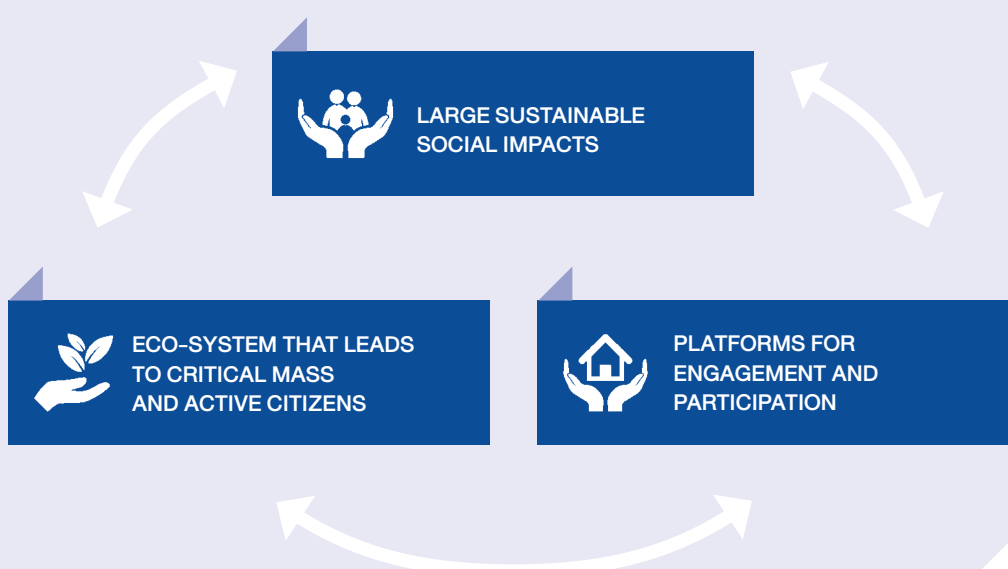 LARGE SUSTAINABLE
SOCIAL IMPACTS
ECO-SYSTEM THAT LEADS
TO CRITICAL MASS
AND ACTIVE CITIZENS
PLATFORMS FOR
ENGAGEMENT AND
PARTICIPATION